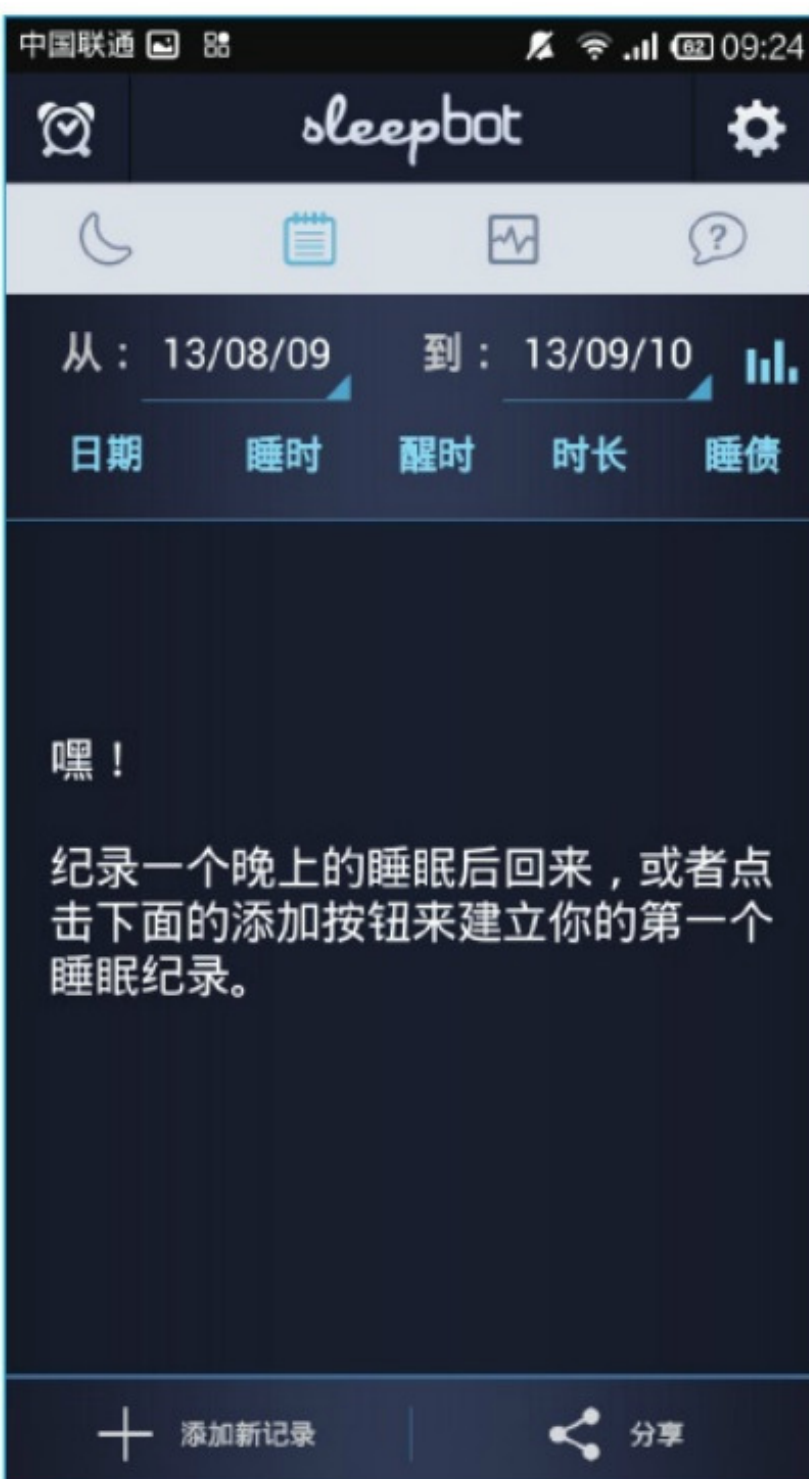 中国联通 62 09:24
sleepbot
?
从： 13/08/09 到： 13/09/10
日期 睡时 醒时 时长 睡债
嘿！
纪录一个晚上的睡眠后回来，或者点
击下面的添加按钮来建立你的第一个
睡眠纪录。
添加新记录 分享